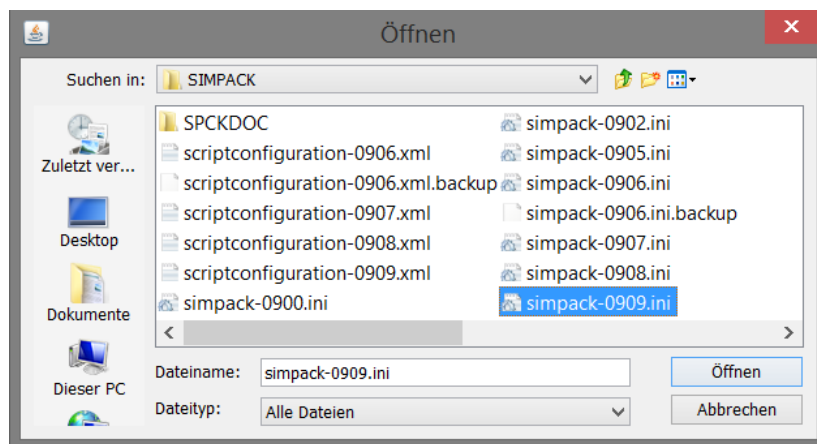 Öffnen
Suchen in: SIMPACK
Zuletzt ver...
Desktop
Dokumente
Dieser PC
SPCKDOC
scriptconfiguration-0906.xml
scriptconfiguration-0906.xml.backup
scriptconfiguration-0907.xml
scriptconfiguration-0908.xml
scriptconfiguration-0909.xml
simpack-0900.ini
simpack-0902.ini
simpack-0905.ini
simpack-0906.ini
simpack-0906.ini.backup
simpack-0907.ini
simpack-0908.ini
simpack-0909.ini
Dateiname: simpack-0909.ini Öffnen
Dateityp: Alle Dateien Abbrechen